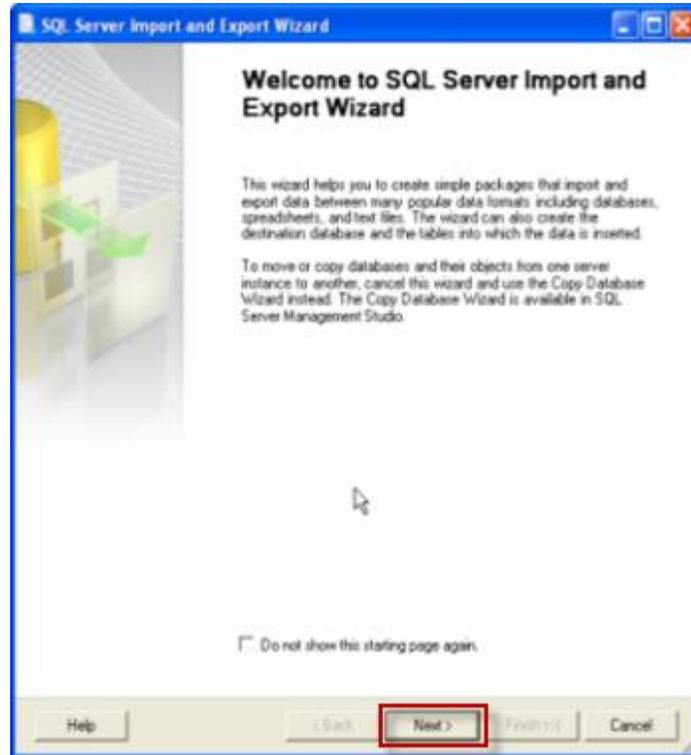 SQL Server Import and Export Wizard
Welcome to SQL Server Import and
Export Wizard
This wizard helps you to create simple packages that import and
export data between many popular data formats including databases,
spreadsheets, and text files. The wizard can also create the
destination database and the tables into which the data is inserted.
To move or copy databases and their objects from one server
instance to another, cancel this wizard and use the Copy Database
Wizard instead. The Copy Database Wizard is available in SQL
Server Management Studio.
Do not show this starting page again.
Help
< Back
Next >
Finish >>|
Cancel